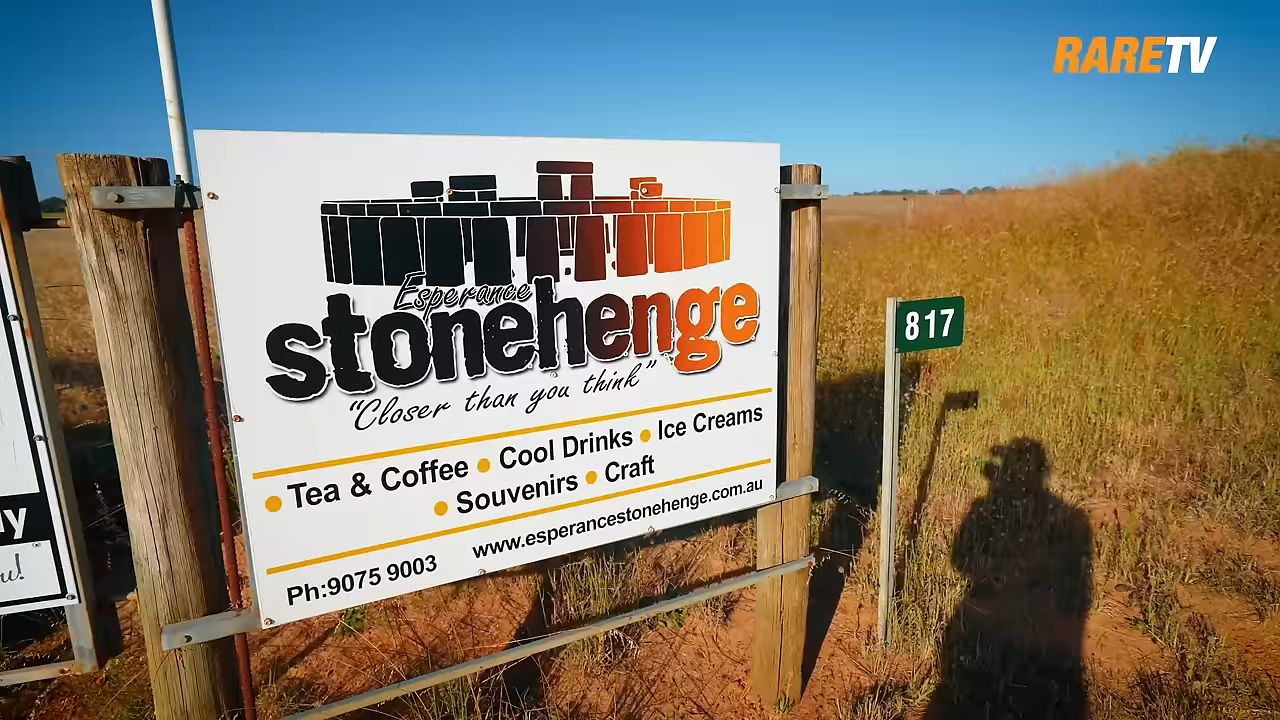 RARETV
Esperance
stonehenge
"Closer than you think"
Tea & Coffee • Cool Drinks • Ice Creams
• Souvenirs • Craft
www.esperancestonehenge.com.au
Ph:9075 9003
817